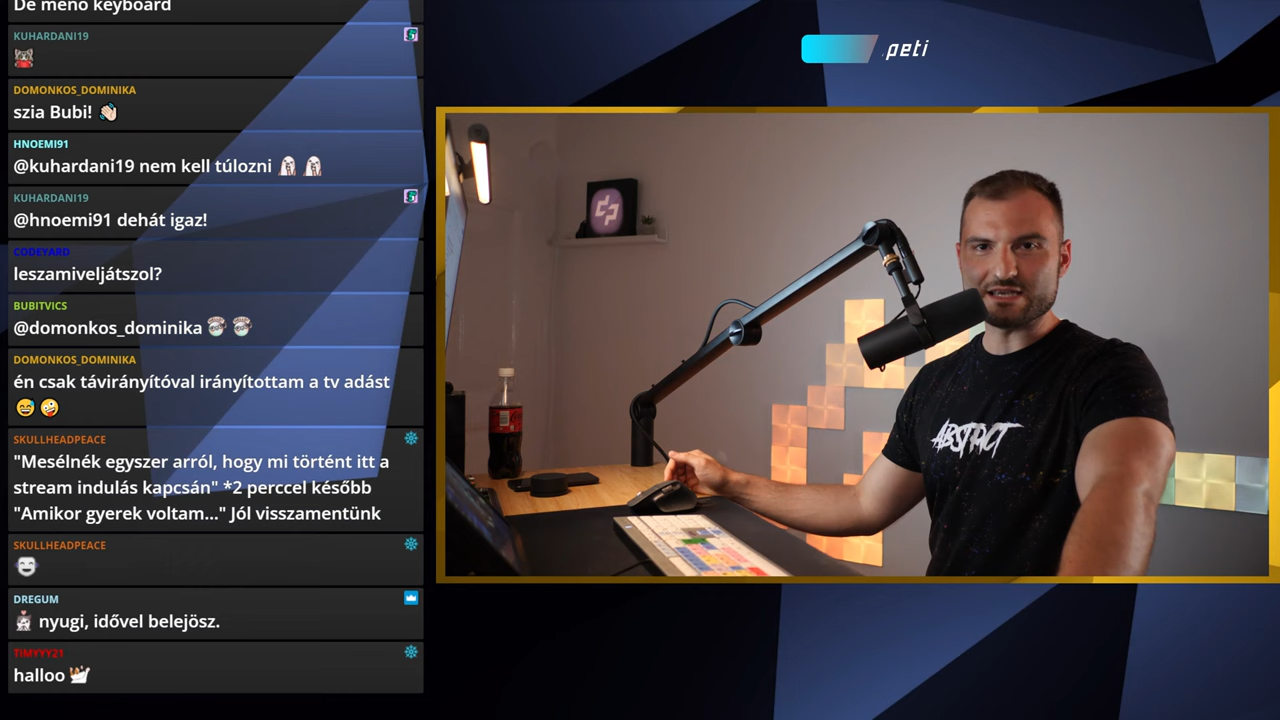 De menő keyboard
KUHARDANI19
DOMONKOS_DOMINIKA
szia Bubi!
HNOEMI91
@kuhardani19 nem kell túlozni
KUHARDANI19
@hnoemi91 dehát igaz!
CODEYARD
leszamiveljátszol?
BUBITVICS
@domonkos_dominika
DOMONKOS_DOMINIKA
én csak távirányítóval irányítottam a tv adást
SKULLHEADPEACE
"Mesélnék egyszer arról, hogy mi történt itt a
stream indulás kapcsán" *2 perccel később
"Amikor gyerek voltam..." Jól visszamentünk
SKULLHEADPEACE
DREGUM
nyugi, idővel belejösz.
TIMYYY21
halloo
.peti
dp
ABSTRACT